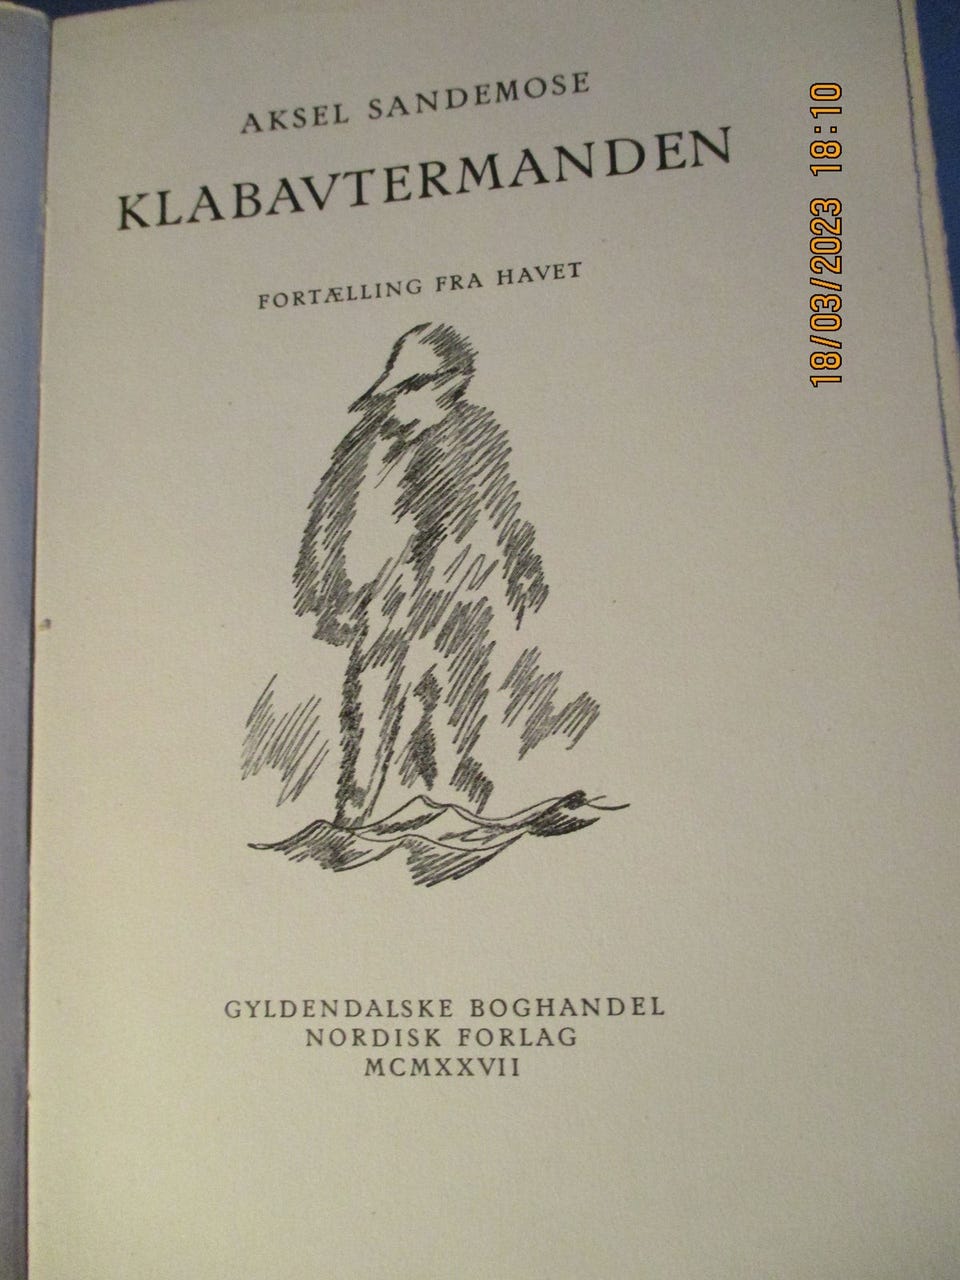 AKSEL SANDEMOSE
KLABAVTERMANDEN
FORTÆLLING FRA HAVET
GYLDENDALSKE BOGHANDEL
NORDISK FORLAG
MCMXXVII
18/03/2023 18:10